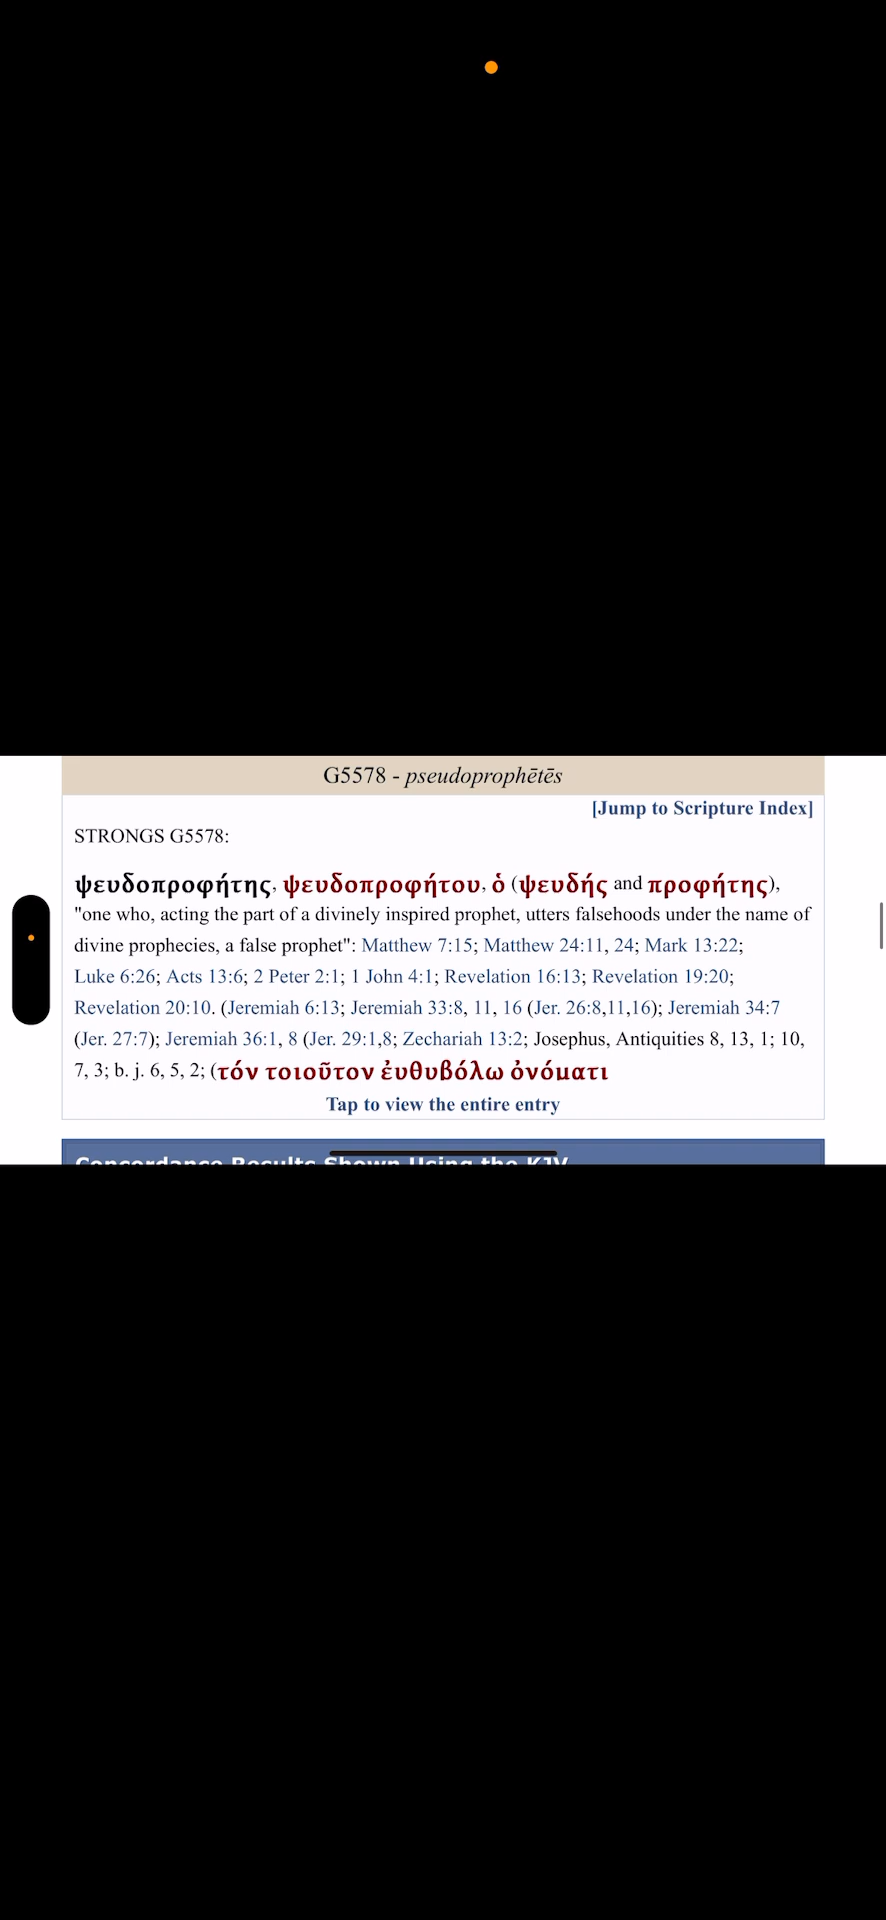 G5578 - pseudoprophētēs
[Jump to Scripture Index]
STRONGS G5578:
ψευδοπροφήτης, ψευδοπροφήτου, ὁ (ψευδής and προφήτης),
"one who, acting the part of a divinely inspired prophet, utters falsehoods under the name of
divine prophecies, a false prophet": Matthew 7:15; Matthew 24:11, 24; Mark 13:22;
Luke 6:26; Acts 13:6; 2 Peter 2:1; 1 John 4:1; Revelation 16:13; Revelation 19:20;
Revelation 20:10. (Jeremiah 6:13; Jeremiah 33:8, 11, 16 (Jer. 26:8,11,16); Jeremiah 34:7
(Jer. 27:7); Jeremiah 36:1, 8 (Jer. 29:1,8; Zechariah 13:2; Josephus, Antiquities 8, 13, 1; 10,
7, 3; b. j. 6, 5, 2; (τόν τοιοῦτον ἐυθυβόλω ὀνόματι
Tap to view the entire entry
Concordance Results Shown Using the KJV